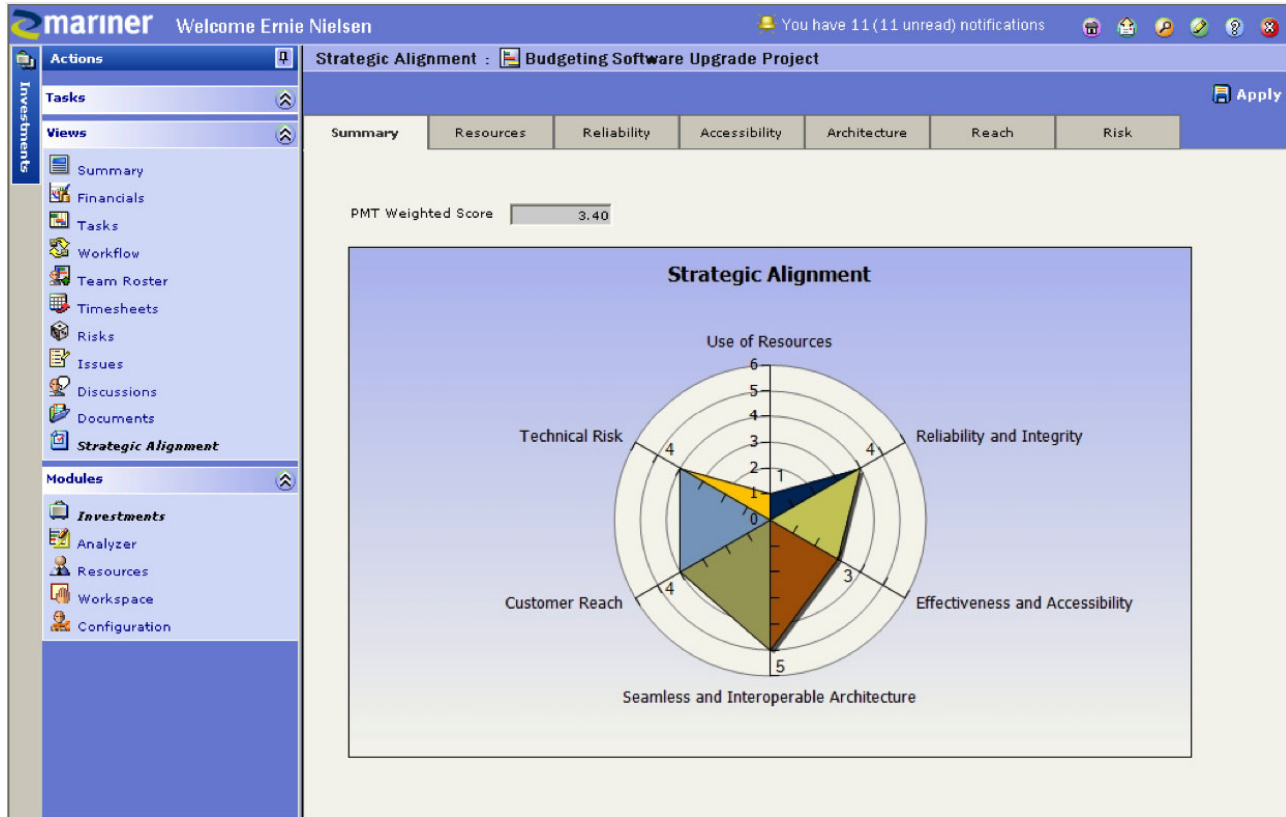 mariner Welcome Ernie Nielsen You have 11 (11 unread) notifications
Investments
Actions
Tasks
Views
Summary
Financials
Tasks
Workflow
Team Roster
Timesheets
Risks
Issues
Discussions
Documents
Strategic Alignment
Modules
Investments
Analyzer
Resources
Workspace
Configuration
Strategic Alignment : Budgeting Software Upgrade Project
Apply
Summary Resources Reliability Accessibility Architecture Reach Risk
PMT Weighted Score 3.40
Strategic Alignment
Use of Resources
6
5
4
3
2
1
0
1
Technical Risk 4
4 Reliability and Integrity
Customer Reach 4
3 Effectiveness and Accessibility
5
Seamless and Interoperable Architecture